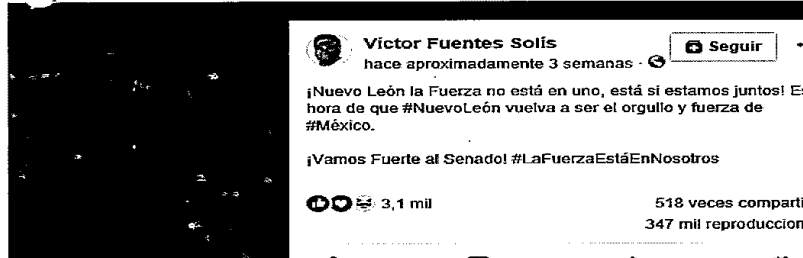 Víctor Fuentes Solís
Seguir
hace aproximadamente 3 semanas ·
¡Nuevo León la Fuerza no está en uno, está si estamos juntos! Es
hora de que #NuevoLeón vuelva a ser el orgullo y fuerza de
#México.
¡Vamos Fuerte al Senado! #LaFuerzaEstáEnNosotros
3,1 mil
518 veces comparti
347 mil reproduccion